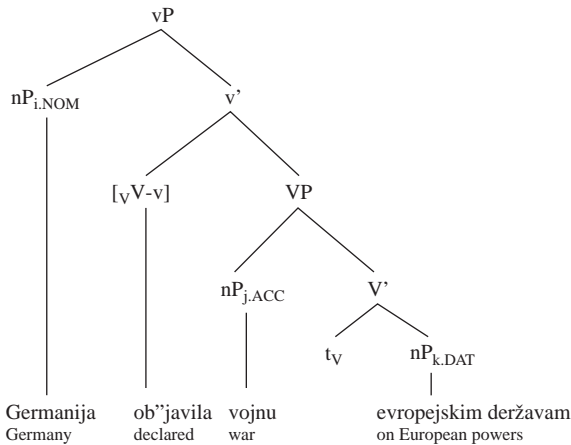 vP
nPi.NOM v’
[VV-v] VP
nPj.ACC V’
tV nPk.DAT
Germanija ob”javila vojnu evropejskim deržavam
Germany declared war on European powers